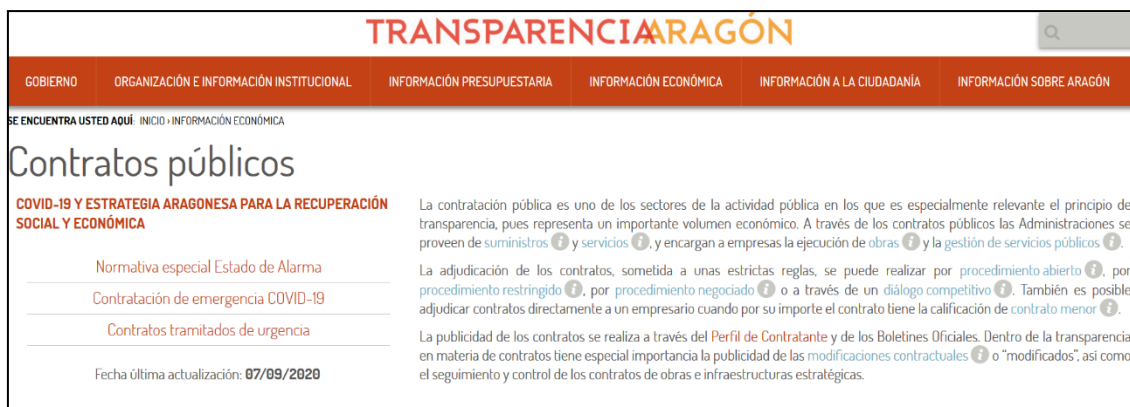 TRANSPARENCIAARAGÓN
GOBIERNO ORGANIZACIÓN E INFORMACIÓN INSTITUCIONAL INFORMACIÓN PRESUPUESTARIA INFORMACIÓN ECONÓMICA INFORMACIÓN A LA CIUDADANÍA INFORMACIÓN SOBRE ARAGÓN
SE ENCUENTRA USTED AQUÍ: INICIO › INFORMACIÓN ECONÓMICA
Contratos públicos
COVID-19 Y ESTRATEGIA ARAGONESA PARA LA RECUPERACIÓN
SOCIAL Y ECONÓMICA
Normativa especial Estado de Alarma
Contratación de emergencia COVID-19
Contratos tramitados de urgencia
Fecha última actualización: 07/09/2020
La contratación pública es uno de los sectores de la actividad pública en los que es especialmente relevante el principio de
transparencia, pues representa un importante volumen económico. A través de los contratos públicos las Administraciones se
proveen de suministros i y servicios i, y encargan a empresas la ejecución de obras i y la gestión de servicios públicos i.
La adjudicación de los contratos, sometida a unas estrictas reglas, se puede realizar por procedimiento abierto i, por
procedimiento restringido i, por procedimiento negociado i o a través de un diálogo competitivo i. También es posible
adjudicar contratos directamente a un empresario cuando por su importe el contrato tiene la calificación de contrato menor i.
La publicidad de los contratos se realiza a través del Perfil de Contratante y de los Boletines Oficiales. Dentro de la transparencia
en materia de contratos tiene especial importancia la publicidad de las modificaciones contractuales i o “modificados”, así como
el seguimiento y control de los contratos de obras e infraestructuras estratégicas.